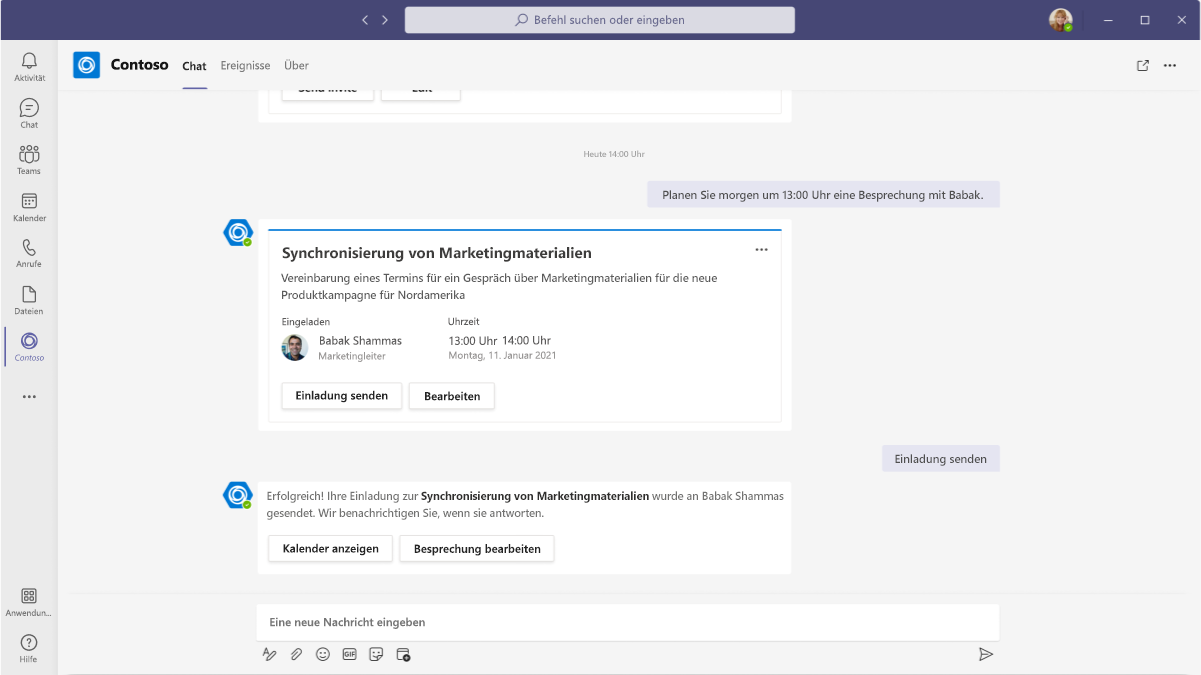 Befehl suchen oder eingeben
Aktivität
Chat
Teams
Kalender
Anrufe
Dateien
Contoso
Anwendun...
Hilfe
Contoso Chat Ereignisse Über
Send invite Edit
Heute 14:00 Uhr
Planen Sie morgen um 13:00 Uhr eine Besprechung mit Babak.
Synchronisierung von Marketingmaterialien
Vereinbarung eines Termins für ein Gespräch über Marketingmaterialien für die neue
Produktkampagne für Nordamerika
Eingeladen
Babak Shammas
Marketingleiter
Uhrzeit
13:00 Uhr 14:00 Uhr
Montag, 11. Januar 2021
Einladung senden Bearbeiten
Einladung senden
Erfolgreich! Ihre Einladung zur Synchronisierung von Marketingmaterialien wurde an Babak Shammas
gesendet. Wir benachrichtigen Sie, wenn sie antworten.
Kalender anzeigen Besprechung bearbeiten
Eine neue Nachricht eingeben
GIF